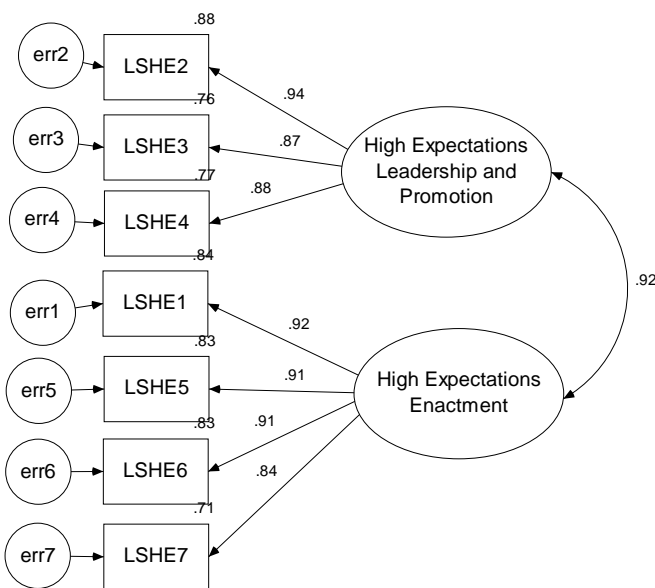 .88
err2
LSHE2
.94
.76
err3
LSHE3
.87
High Expectations
Leadership and
Promotion
.77
err4
LSHE4
.88
.84
err1
LSHE1
.92
.92
.83
err5
LSHE5
.91
High Expectations
Enactment
.83
err6
LSHE6
.91
.84
.71
err7
LSHE7